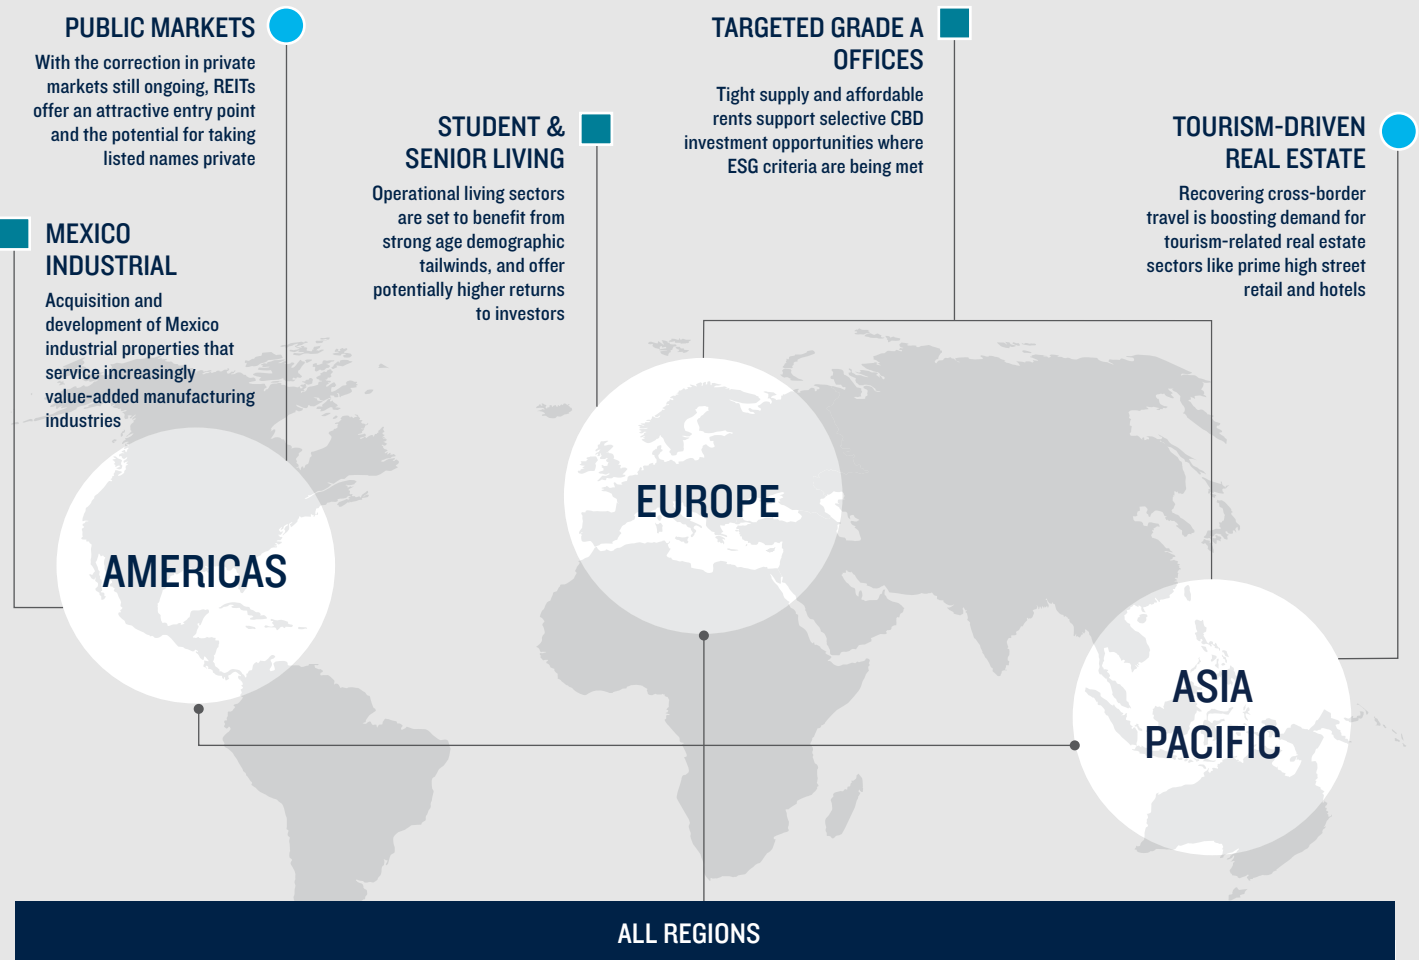 PUBLIC MARKETS
With the correction in private
markets still ongoing, REITs
offer an attractive entry point
and the potential for taking
listed names private
MEXICO
INDUSTRIAL
Acquisition and
development of Mexico
industrial properties that
service increasingly
value-added manufacturing
industries
STUDENT &
SENIOR LIVING
Operational living sectors
are set to benefit from
strong age demographic
tailwinds, and offer
potentially higher returns
to investors
TARGETED GRADE A
OFFICES
Tight supply and affordable
rents support selective CBD
investment opportunities where
ESG criteria are being met
TOURISM-DRIVEN
REAL ESTATE
Recovering cross-border
travel is boosting demand for
tourism-related real estate
sectors like prime high street
retail and hotels
AMERICAS
EUROPE
ASIA
PACIFIC
ALL REGIONS